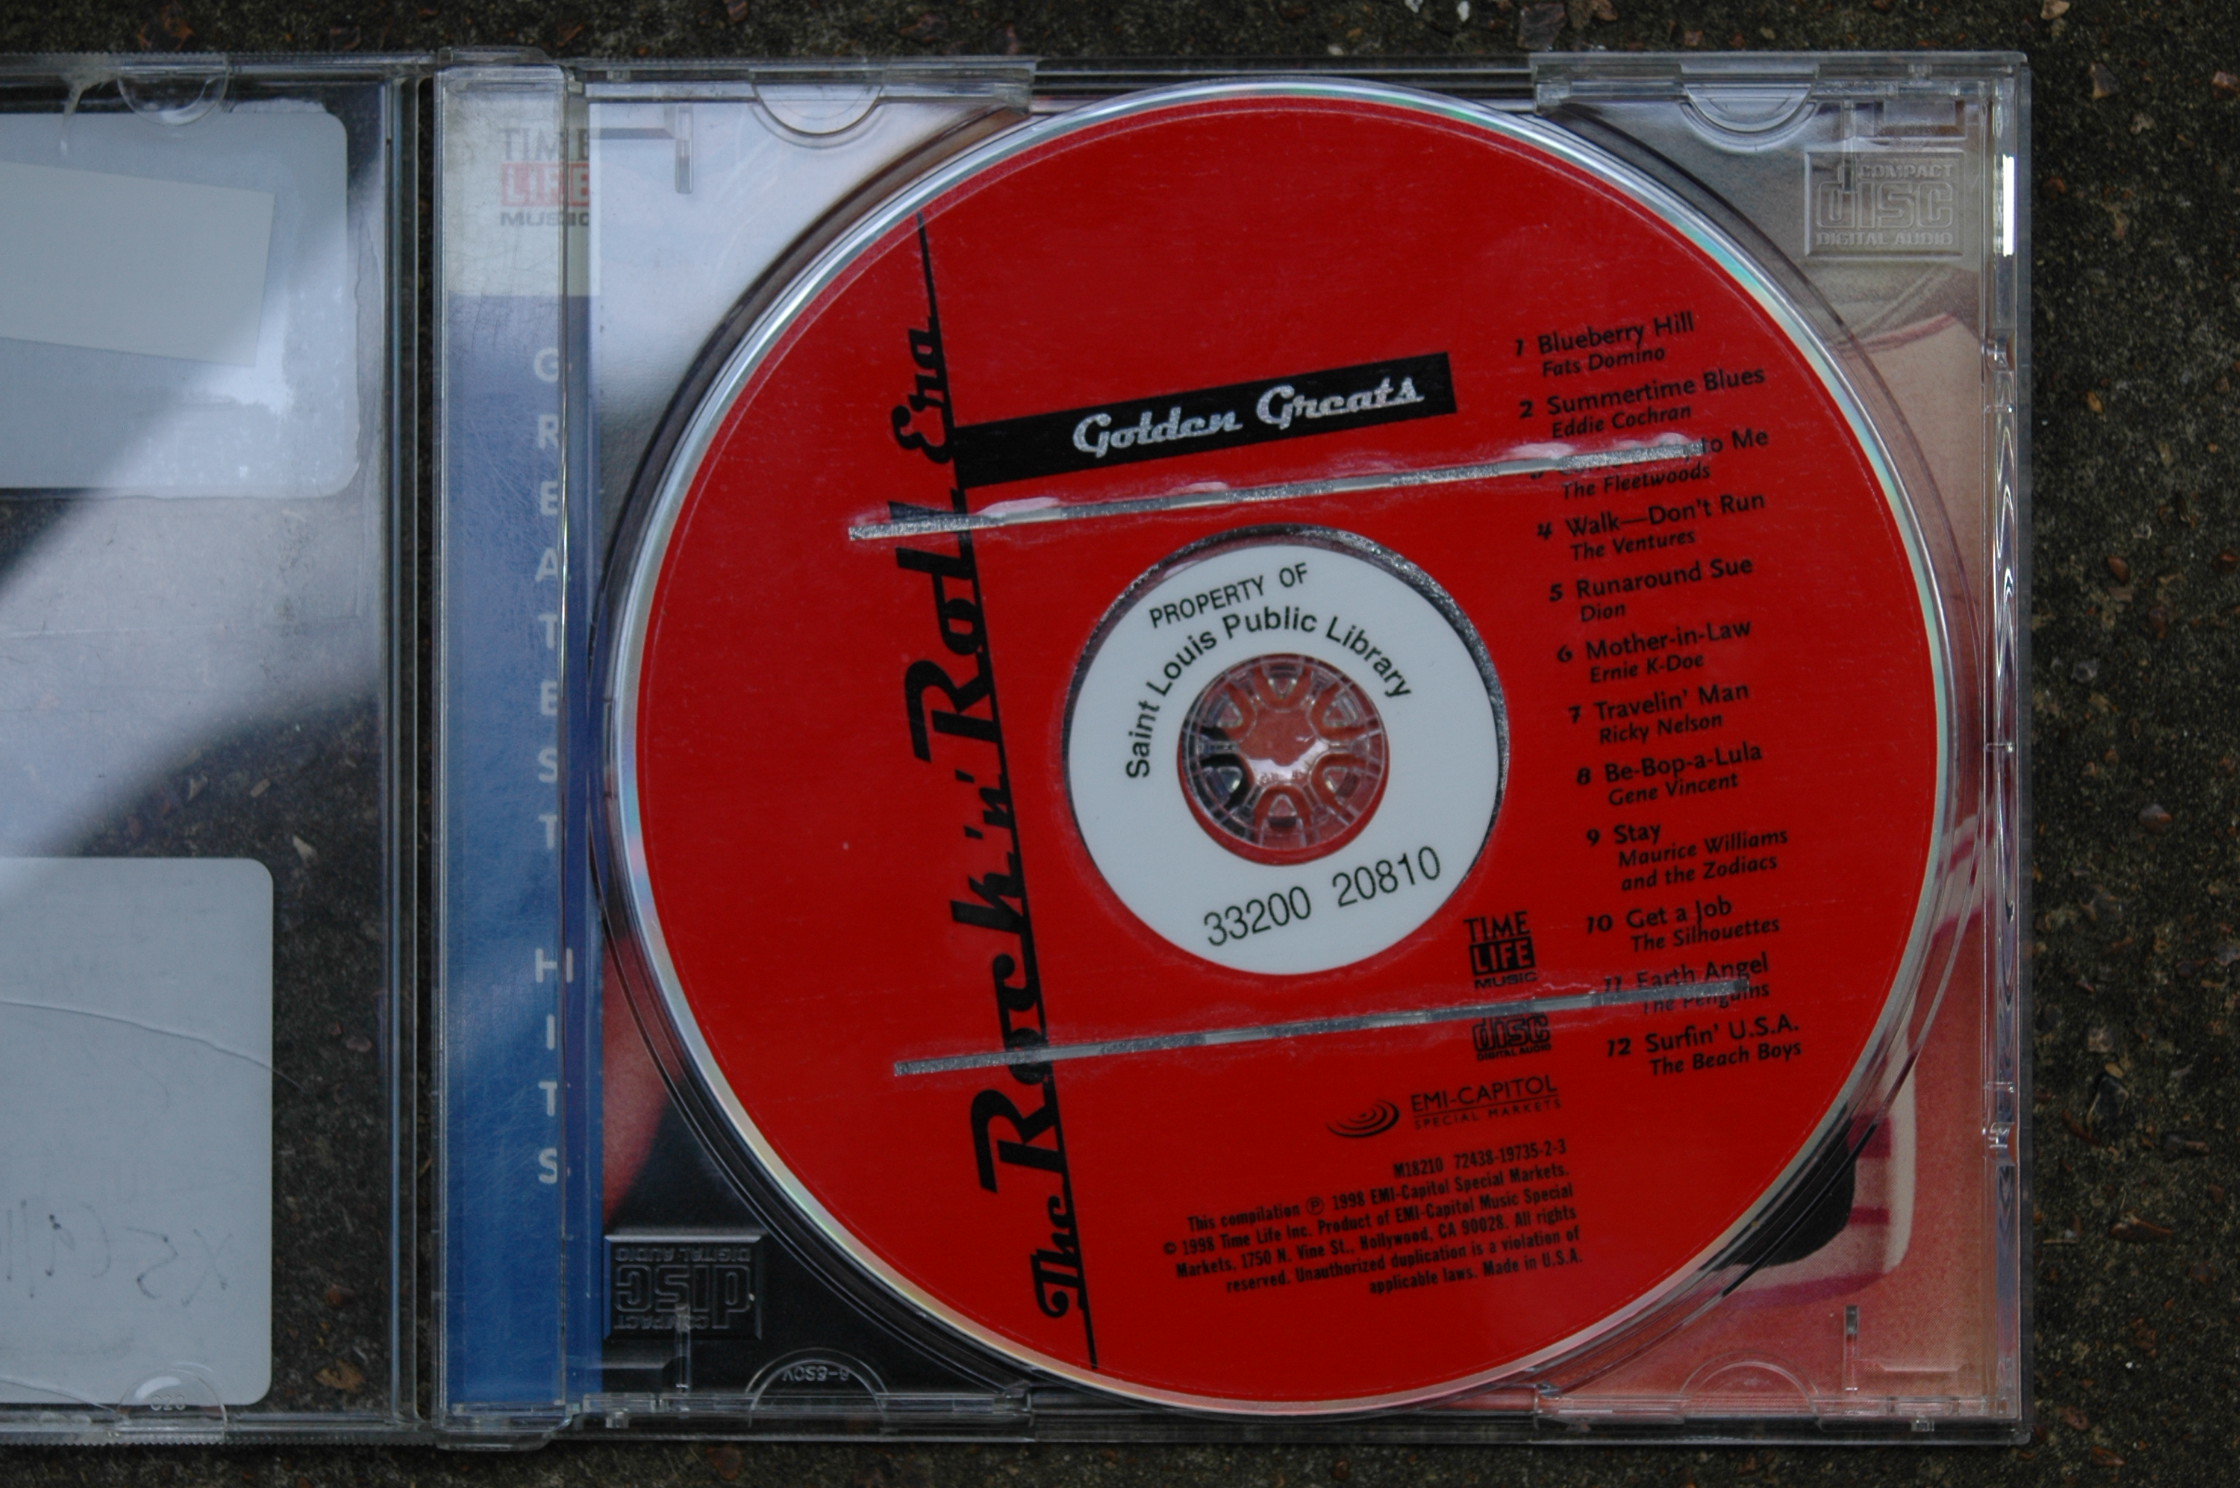 TIME
LIFE
MUSIC
GREATEST HITS
COMPACT
disc
DIGITAL AUDIO
The Rock 'n' Roll Era
Golden Greats
1 Blueberry Hill
Fats Domino
2 Summertime Blues
Eddie Cochran
to Me
The Fleetwoods
4 Walk—Don't Run
The Ventures
5 Runaround Sue
Dion
6 Mother-in-Law
Ernie K-Doe
7 Travelin' Man
Ricky Nelson
8 Be-Bop-a-Lula
Gene Vincent
9 Stay
Maurice Williams
and the Zodiacs
10 Get a Job
The Silhouettes
11 Earth Angel
The Penguins
12 Surfin' U.S.A.
The Beach Boys
PROPERTY OF
Saint Louis Public Library
33200 20810
TIME
LIFE
MUSIC
disc
DIGITAL AUDIO
EMI-CAPITOL
SPECIAL MARKETS
M18210 72438-19735-2-3
This compilation ℗ 1998 EMI-Capitol Special Markets.
© 1998 Time Life Inc. Product of EMI-Capitol Music Special
Markets, 1750 N. Vine St., Hollywood, CA 90028. All rights
reserved. Unauthorized duplication is a violation of
applicable laws. Made in U.S.A.
COMPACT
disc
DIGITAL AUDIO